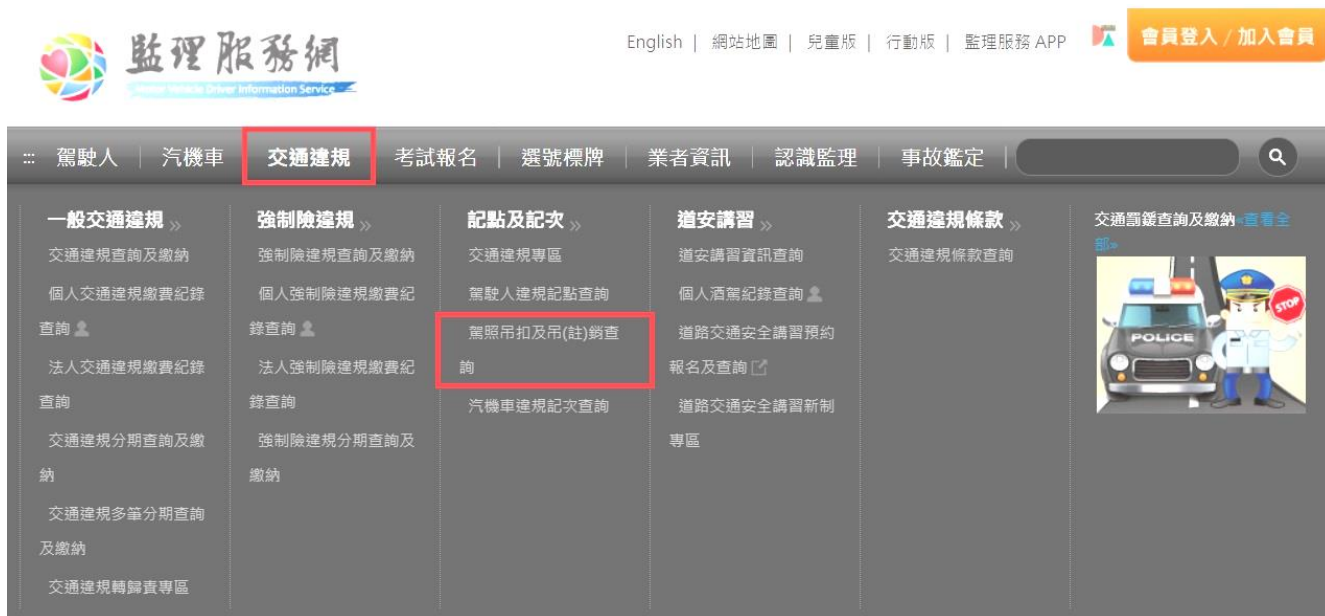 監理服務網
Motor Vehicle Driver Information Service
English | 網站地圖 | 兒童版 | 行動版 | 監理服務 APP
會員登入 / 加入會員
::: 駕駛人 | 汽機車 交通違規 考試報名 | 選號標牌 | 業者資訊 | 認識監理 | 事故鑑定 |
一般交通違規 »
交通違規查詢及繳納
個人交通違規繳費紀錄
查詢
法人交通違規繳費紀錄
查詢
交通違規分期查詢及繳
納
交通違規多筆分期查詢
及繳納
交通違規轉歸責專區
強制險違規 »
強制險違規查詢及繳納
個人強制險違規繳費紀
錄查詢
法人強制險違規繳費紀
錄查詢
強制險違規分期查詢及
繳納
記點及記次 »
交通違規專區
駕駛人違規記點查詢
駕照吊扣及吊(註)銷查
詢
汽機車違規記次查詢
道安講習 »
道安講習資訊查詢
個人酒駕紀錄查詢
道路交通安全講習預約
報名及查詢
道路交通安全講習新制
專區
交通違規條款 »
交通違規條款查詢
交通罰鍰查詢及繳納«查看全
部»
STOP
POLICE